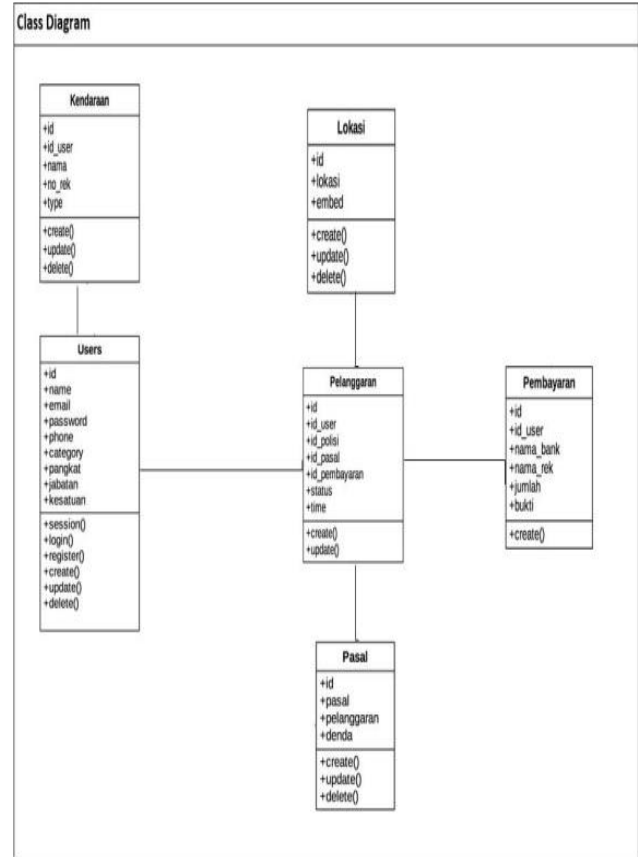 Class Diagram
Kendaraan
+id
+id_user
+nama
+no_rek
+type
+create()
+update()
+delete()
Lokasi
+id
+lokasi
+embed
+create()
+update()
+delete()
Users
+id
+name
+email
+password
+phone
+category
+pangkat
+jabatan
+kesatuan
+session()
+login()
+register()
+create()
+update()
+delete()
Pelanggaran
+id
+id_user
+id_polisi
+id_pasal
+id_pembayaran
+status
+time
+create()
+update()
Pembayaran
+id
+id_user
+nama_bank
+nama_rek
+jumlah
+bukti
+create()
Pasal
+id
+pasal
+pelanggaran
+denda
+create()
+update()
+delete()